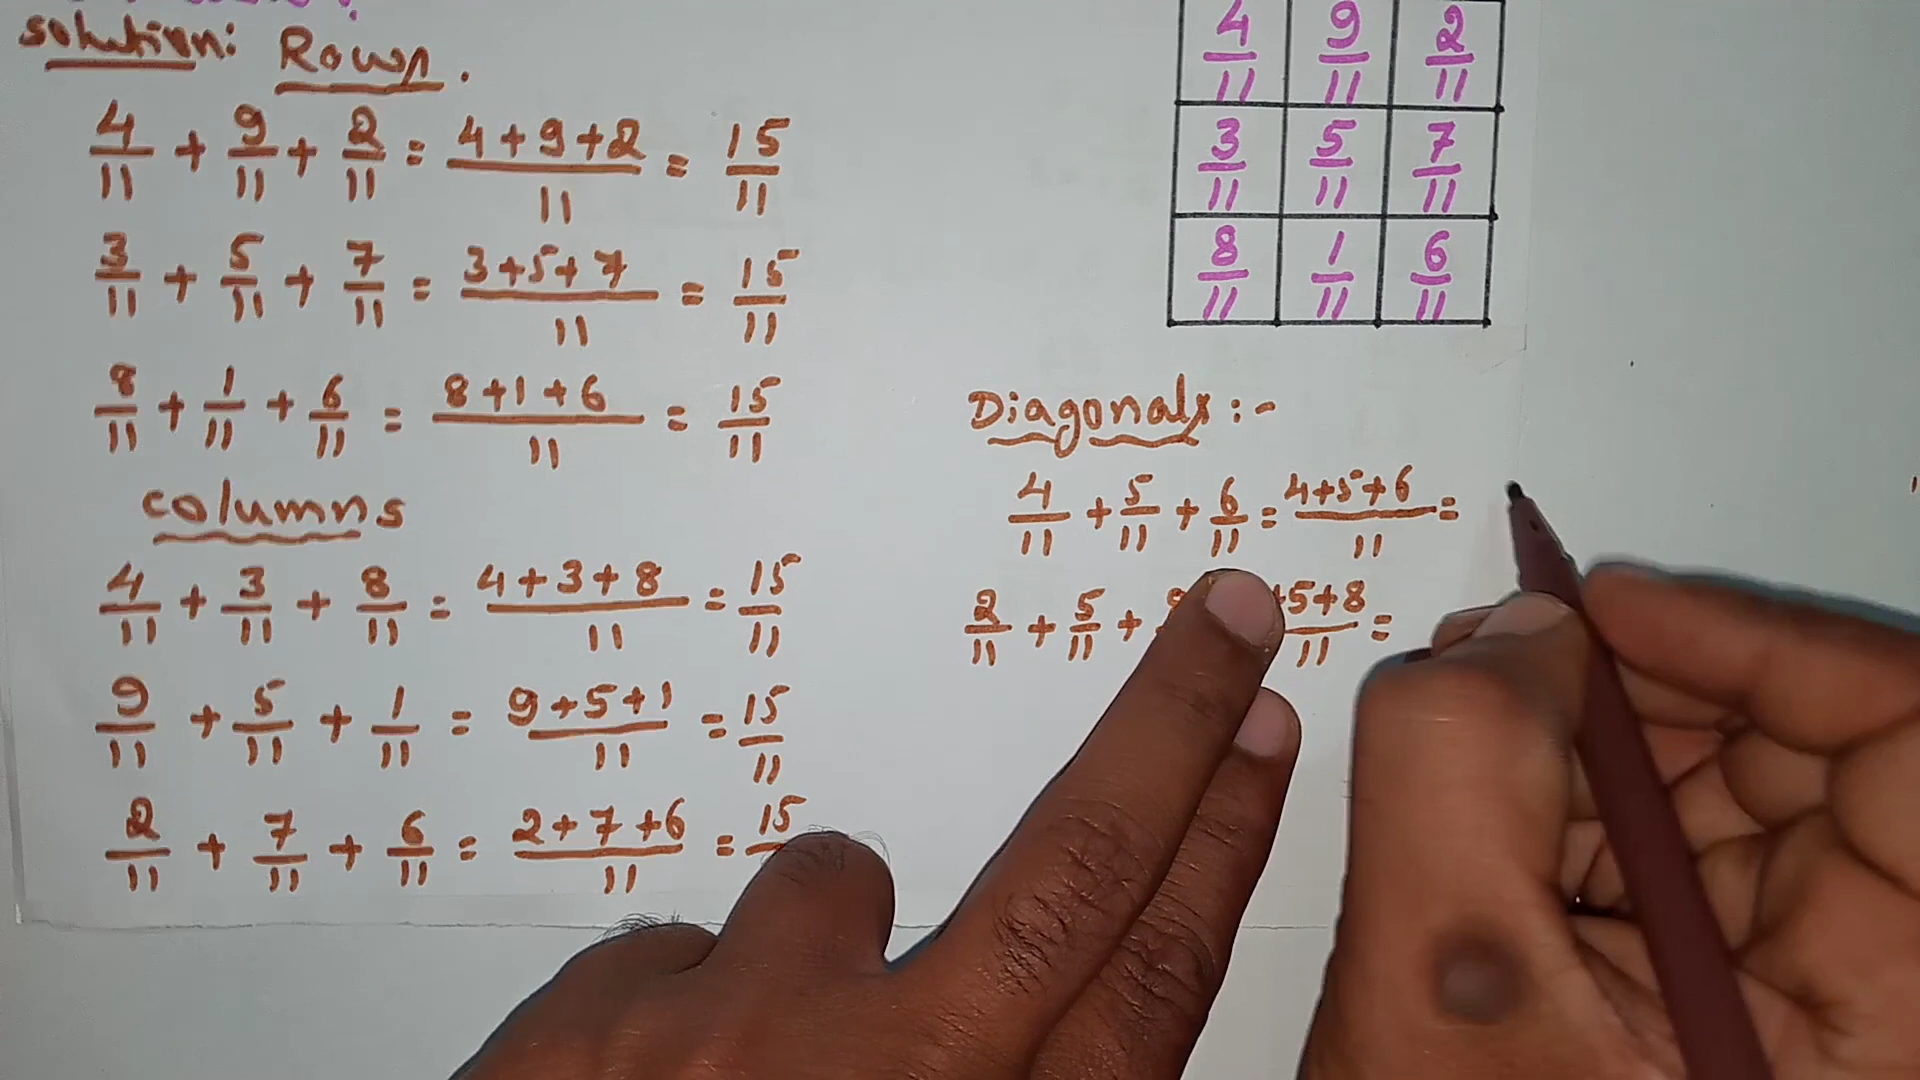 solution: Rows.
4/11 + 9/11 + 2/11 = 4+9+2/11 = 15/11
3/11 + 5/11 + 7/11 = 3+5+7/11 = 15/11
8/11 + 1/11 + 6/11 = 8+1+6/11 = 15/11
columns
4/11 + 3/11 + 8/11 = 4+3+8/11 = 15/11
9/11 + 5/11 + 1/11 = 9+5+1/11 = 15/11
2/11 + 7/11 + 6/11 = 2+7+6/11 = 15
4/11 9/11 2/11
3/11 5/11 7/11
8/11 1/11 6/11
Diagonals :-
4/11 + 5/11 + 6/11 = 4+5+6/11 =
2/11 + 5/11 + +5+8/11 =